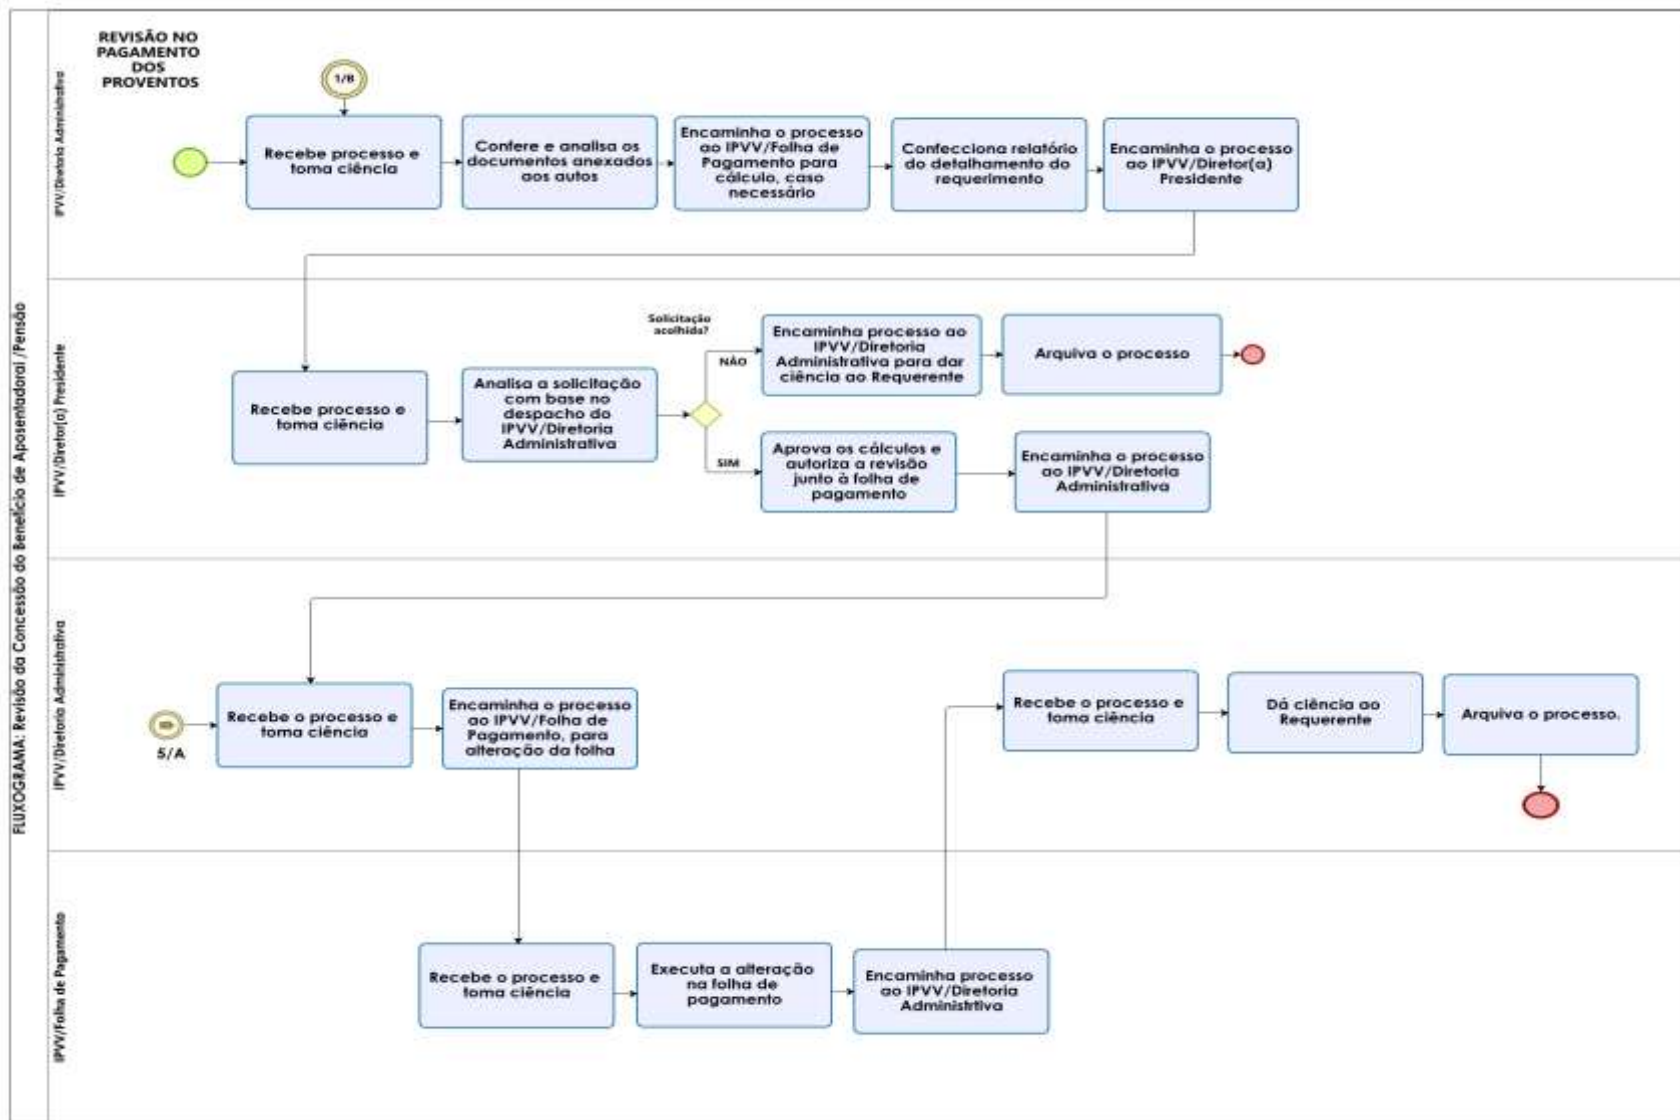 FLUXOGRAMA: Revisão da Concessão do Benefício de Aposentadorai /Pensão
IPVV/Diretoria Administrativa
REVISÃO NO
PAGAMENTO
DOS
PROVENTOS
1/B
Recebe processo e
toma ciência
Confere e analisa os
documentos anexados
aos autos
Encaminha o processo
ao IPVV/Folha de
Pagamento para
cálculo, caso
necessário
Confecciona relatório
do detalhamento do
requerimento
Encaminha o processo
ao IPVV/Diretor(a)
Presidente
IPVV/Diretor(a) Presidente
Recebe processo e
toma ciência
Analisa a solicitação
com base no
despacho do
IPVV/Diretoria
Administrativa
Solicitação
acolhida?
NÃO
Encaminha processo ao
IPVV/Diretoria
Administrativa para dar
ciência ao Requerente
Arquiva o processo
SIM
Aprova os cálculos e
autoriza a revisão
junto à folha de
pagamento
Encaminha o processo
ao IPVV/Diretoria
Administrativa
IPVV/Diretoria Administrativa
5/A
Recebe o processo e
toma ciência
Encaminha o processo
ao IPVV/Folha de
Pagamento, para
alteração da folha
Recebe o processo e
toma ciência
Dá ciência ao
Requerente
Arquiva o processo.
IPVV/Folha de Pagamento
Recebe o processo e
toma ciência
Executa a alteração
na folha de
pagamento
Encaminha processo
ao IPVV/Diretoria
Administrtiva